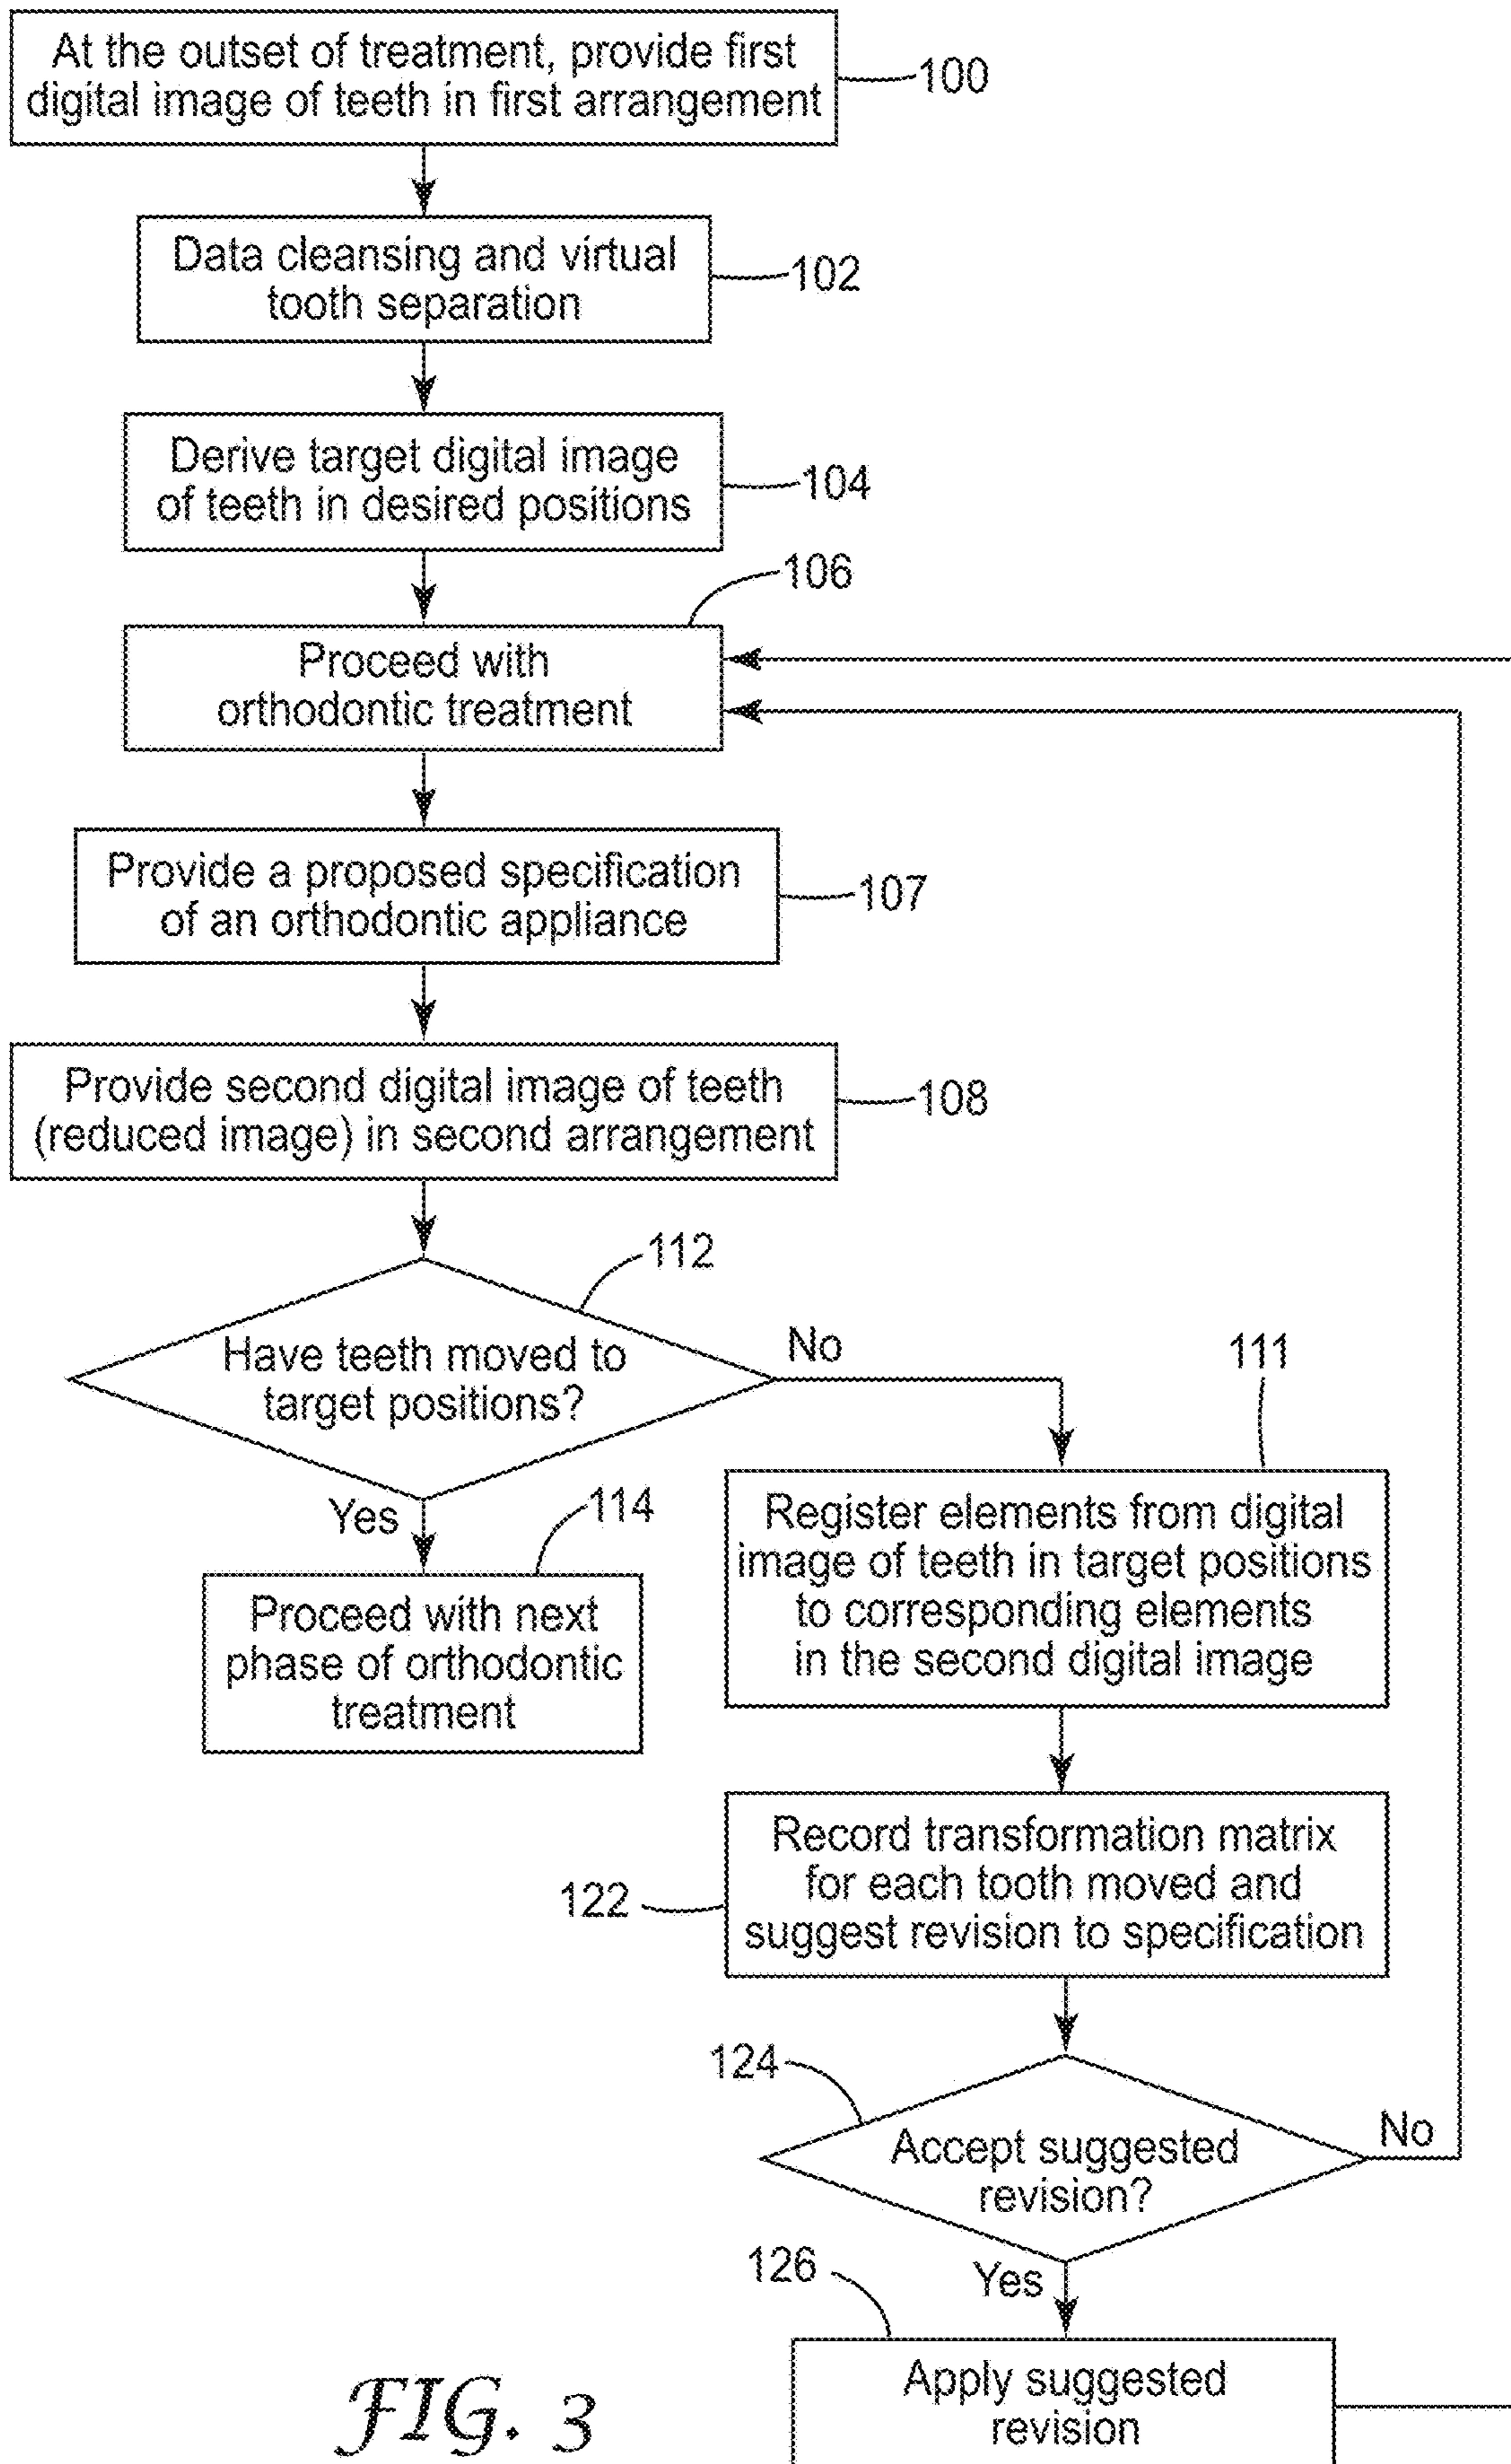 At the outset of treatment, provide first
digital image of teeth in first arrangement
100
Data cleansing and virtual
tooth separation
102
Derive target digital image
of teeth in desired positions
104
106
Proceed with
orthodontic treatment
Provide a proposed specification
of an orthodontic appliance
107
Provide second digital image of teeth
(reduced image) in second arrangement
108
112
Have teeth moved to
target positions?
No
111
Yes
114
Proceed with next
phase of orthodontic
treatment
Register elements from digital
image of teeth in target positions
to corresponding elements
in the second digital image
Record transformation matrix
for each tooth moved and
suggest revision to specification
122
124
Accept suggested
revision?
No
Yes
126
Apply suggested
revision
FIG. 3